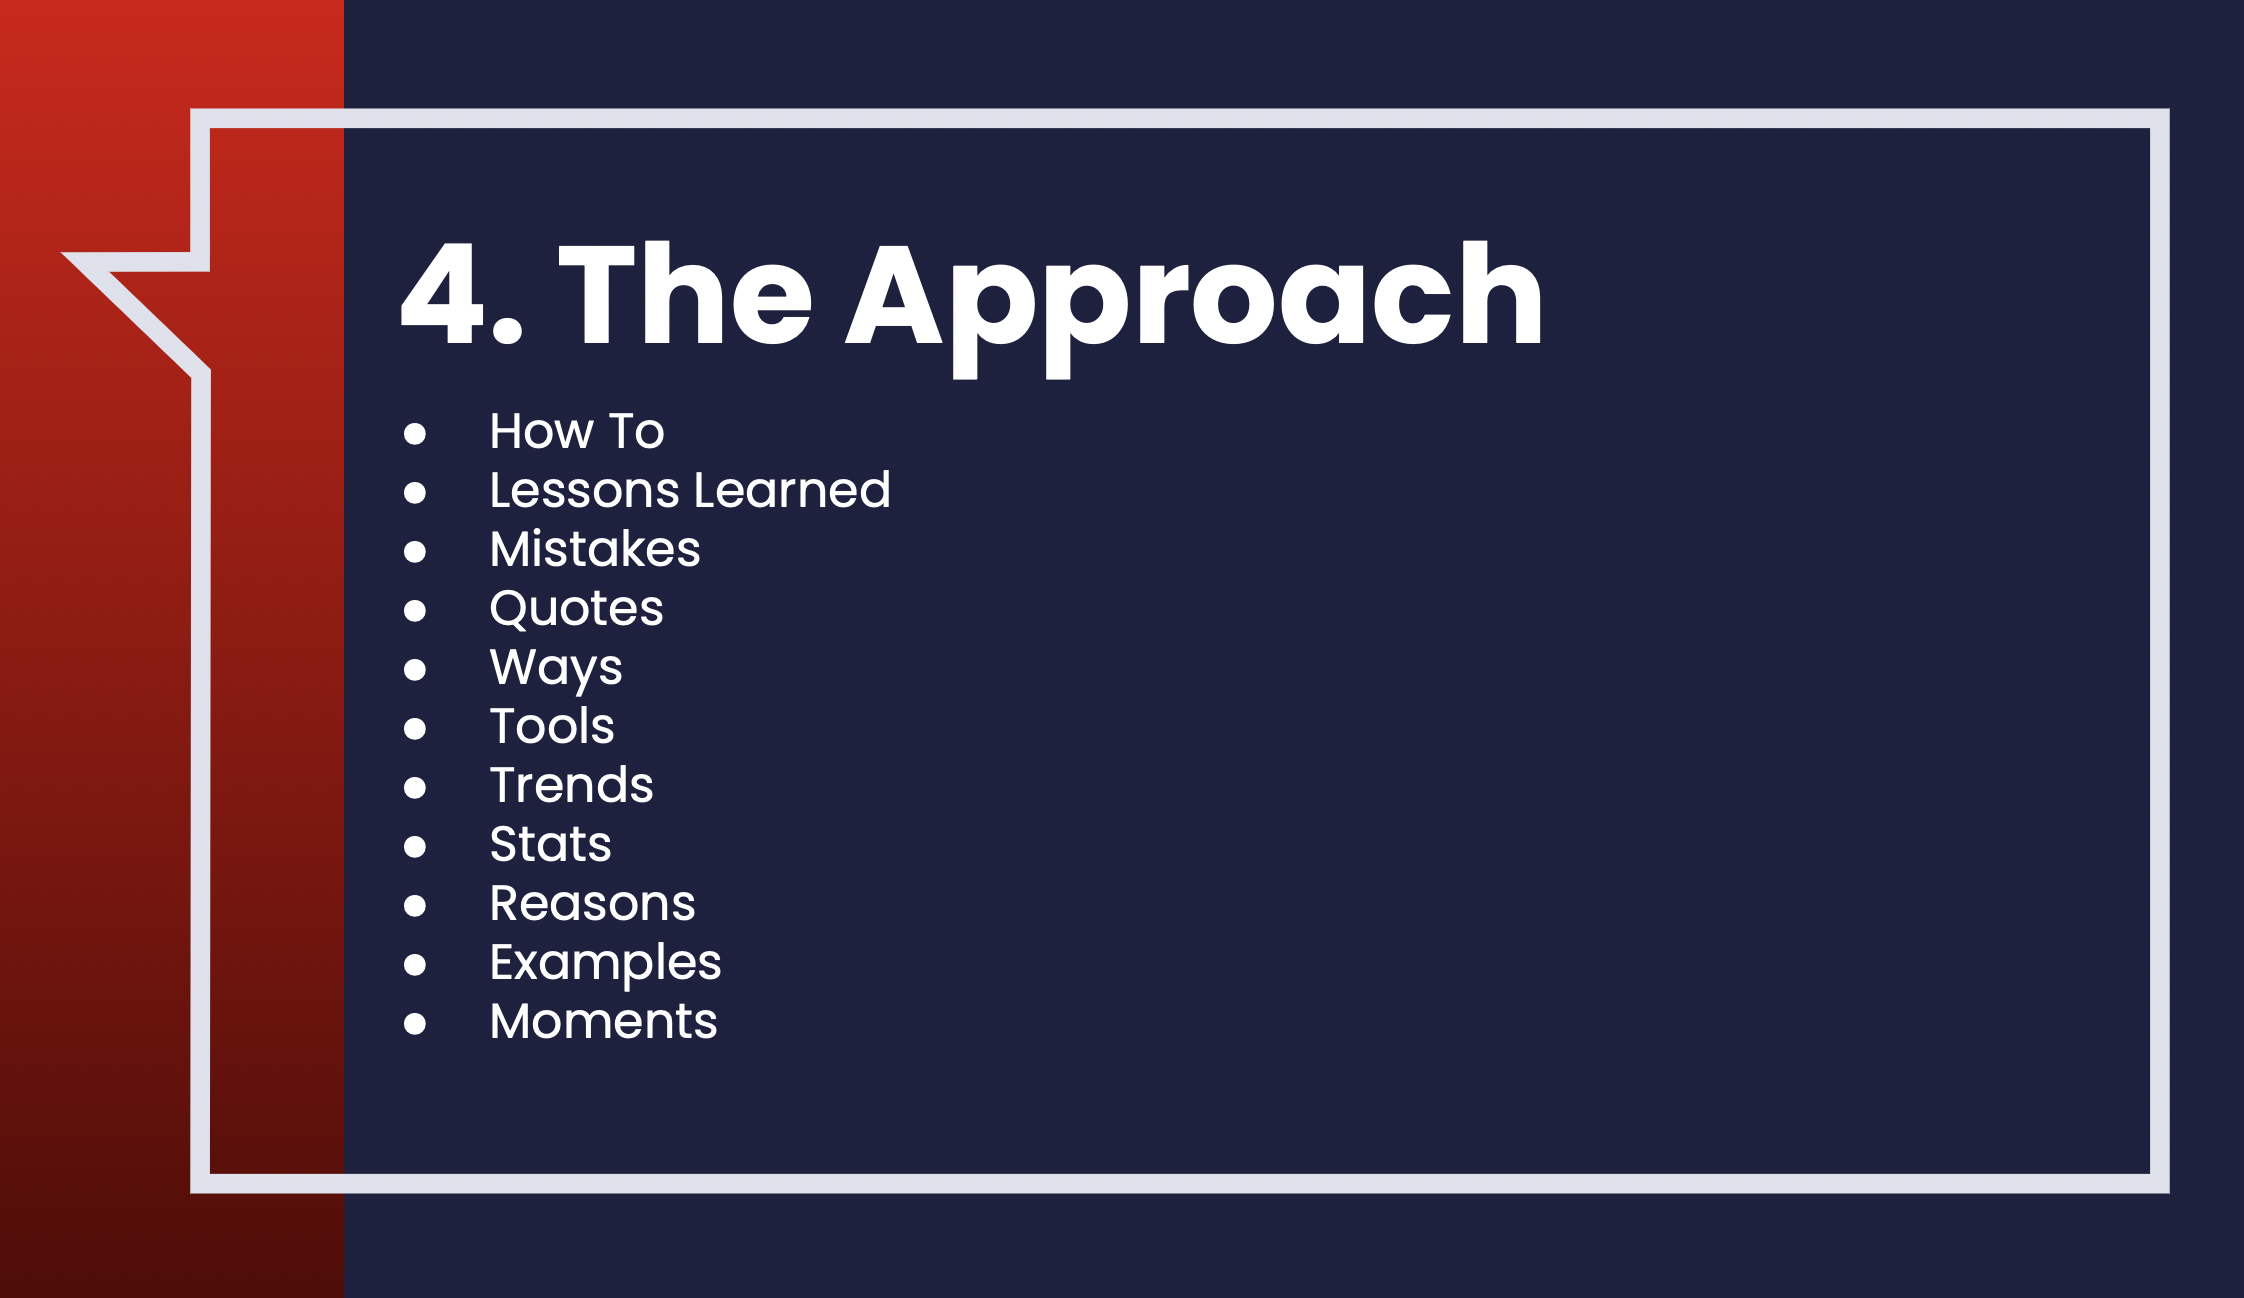 4. The Approach
● How To
● Lessons Learned
● Mistakes
● Quotes
● Ways
● Tools
● Trends
● Stats
● Reasons
● Examples
● Moments